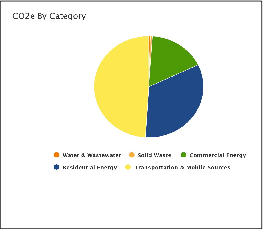 CO2e By Category
Water & Wastewater Solid Waste Commercial Energy
Residential Energy Transportation & Mobile Sources